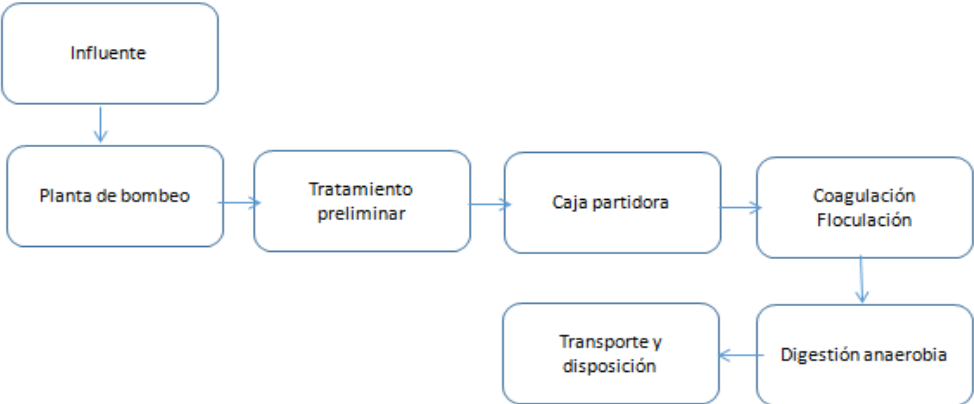 Influente
Planta de bombeo
Tratamiento
preliminar
Caja partidora
Coagulación
Floculación
Transporte y
disposición
Digestión anaerobia